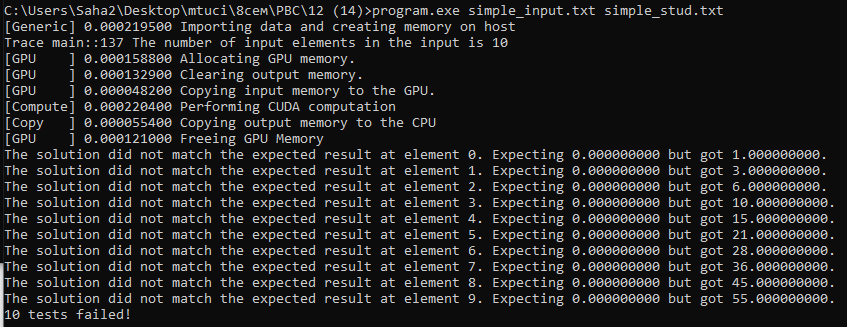 C:\Users\Saha2\Desktop\mtuci\8сем\РВС\12 (14)>program.exe simple_input.txt simple_stud.txt
[Generic] 0.000219500 Importing data and creating memory on host
Trace main::137 The number of input elements in the input is 10
[GPU    ] 0.000158800 Allocating GPU memory.
[GPU    ] 0.000132900 Clearing output memory.
[GPU    ] 0.000048200 Copying input memory to the GPU.
[Compute] 0.000220400 Performing CUDA computation
[Copy   ] 0.000055400 Copying output memory to the CPU
[GPU    ] 0.000121000 Freeing GPU Memory
The solution did not match the expected result at element 0. Expecting 0.000000000 but got 1.000000000.
The solution did not match the expected result at element 1. Expecting 0.000000000 but got 3.000000000.
The solution did not match the expected result at element 2. Expecting 0.000000000 but got 6.000000000.
The solution did not match the expected result at element 3. Expecting 0.000000000 but got 10.000000000.
The solution did not match the expected result at element 4. Expecting 0.000000000 but got 15.000000000.
The solution did not match the expected result at element 5. Expecting 0.000000000 but got 21.000000000.
The solution did not match the expected result at element 6. Expecting 0.000000000 but got 28.000000000.
The solution did not match the expected result at element 7. Expecting 0.000000000 but got 36.000000000.
The solution did not match the expected result at element 8. Expecting 0.000000000 but got 45.000000000.
The solution did not match the expected result at element 9. Expecting 0.000000000 but got 55.000000000.
10 tests failed!